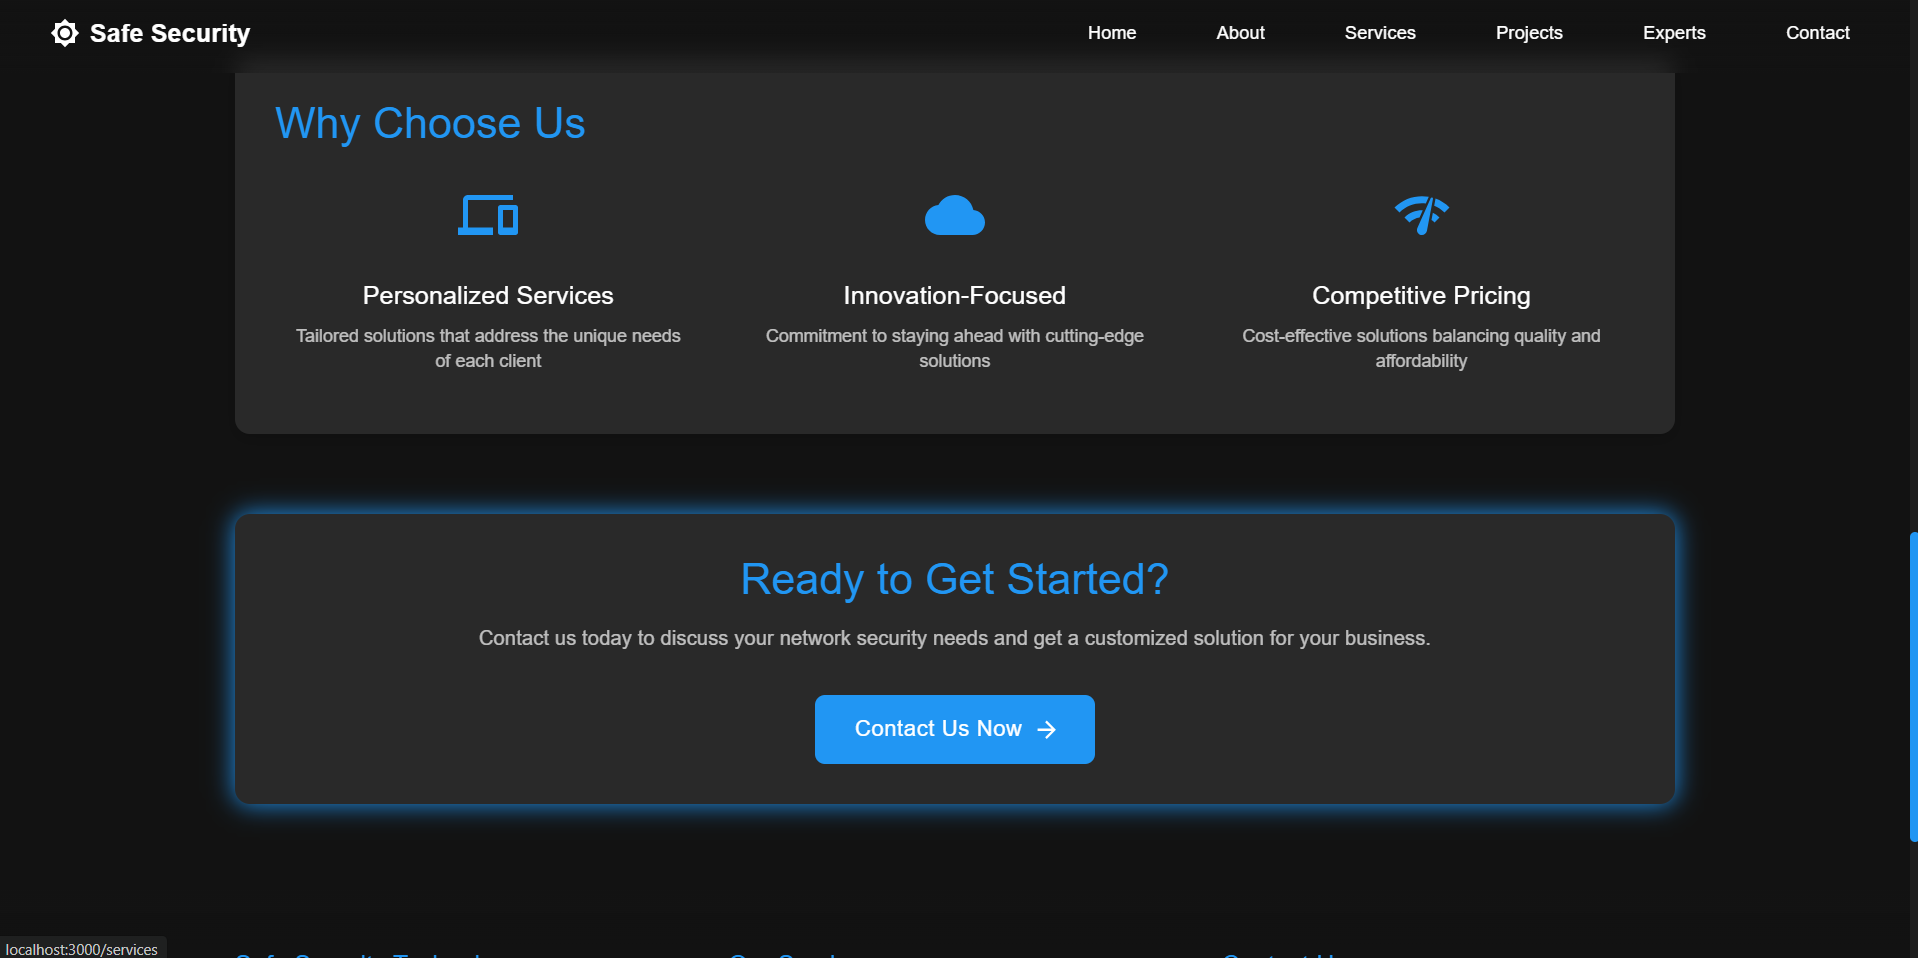 Safe Security
Home About Services Projects Experts Contact
Why Choose Us
Personalized Services
Tailored solutions that address the unique needs
of each client
Innovation-Focused
Commitment to staying ahead with cutting-edge
solutions
Competitive Pricing
Cost-effective solutions balancing quality and
affordability
Ready to Get Started?
Contact us today to discuss your network security needs and get a customized solution for your business.
Contact Us Now
localhost:3000/services